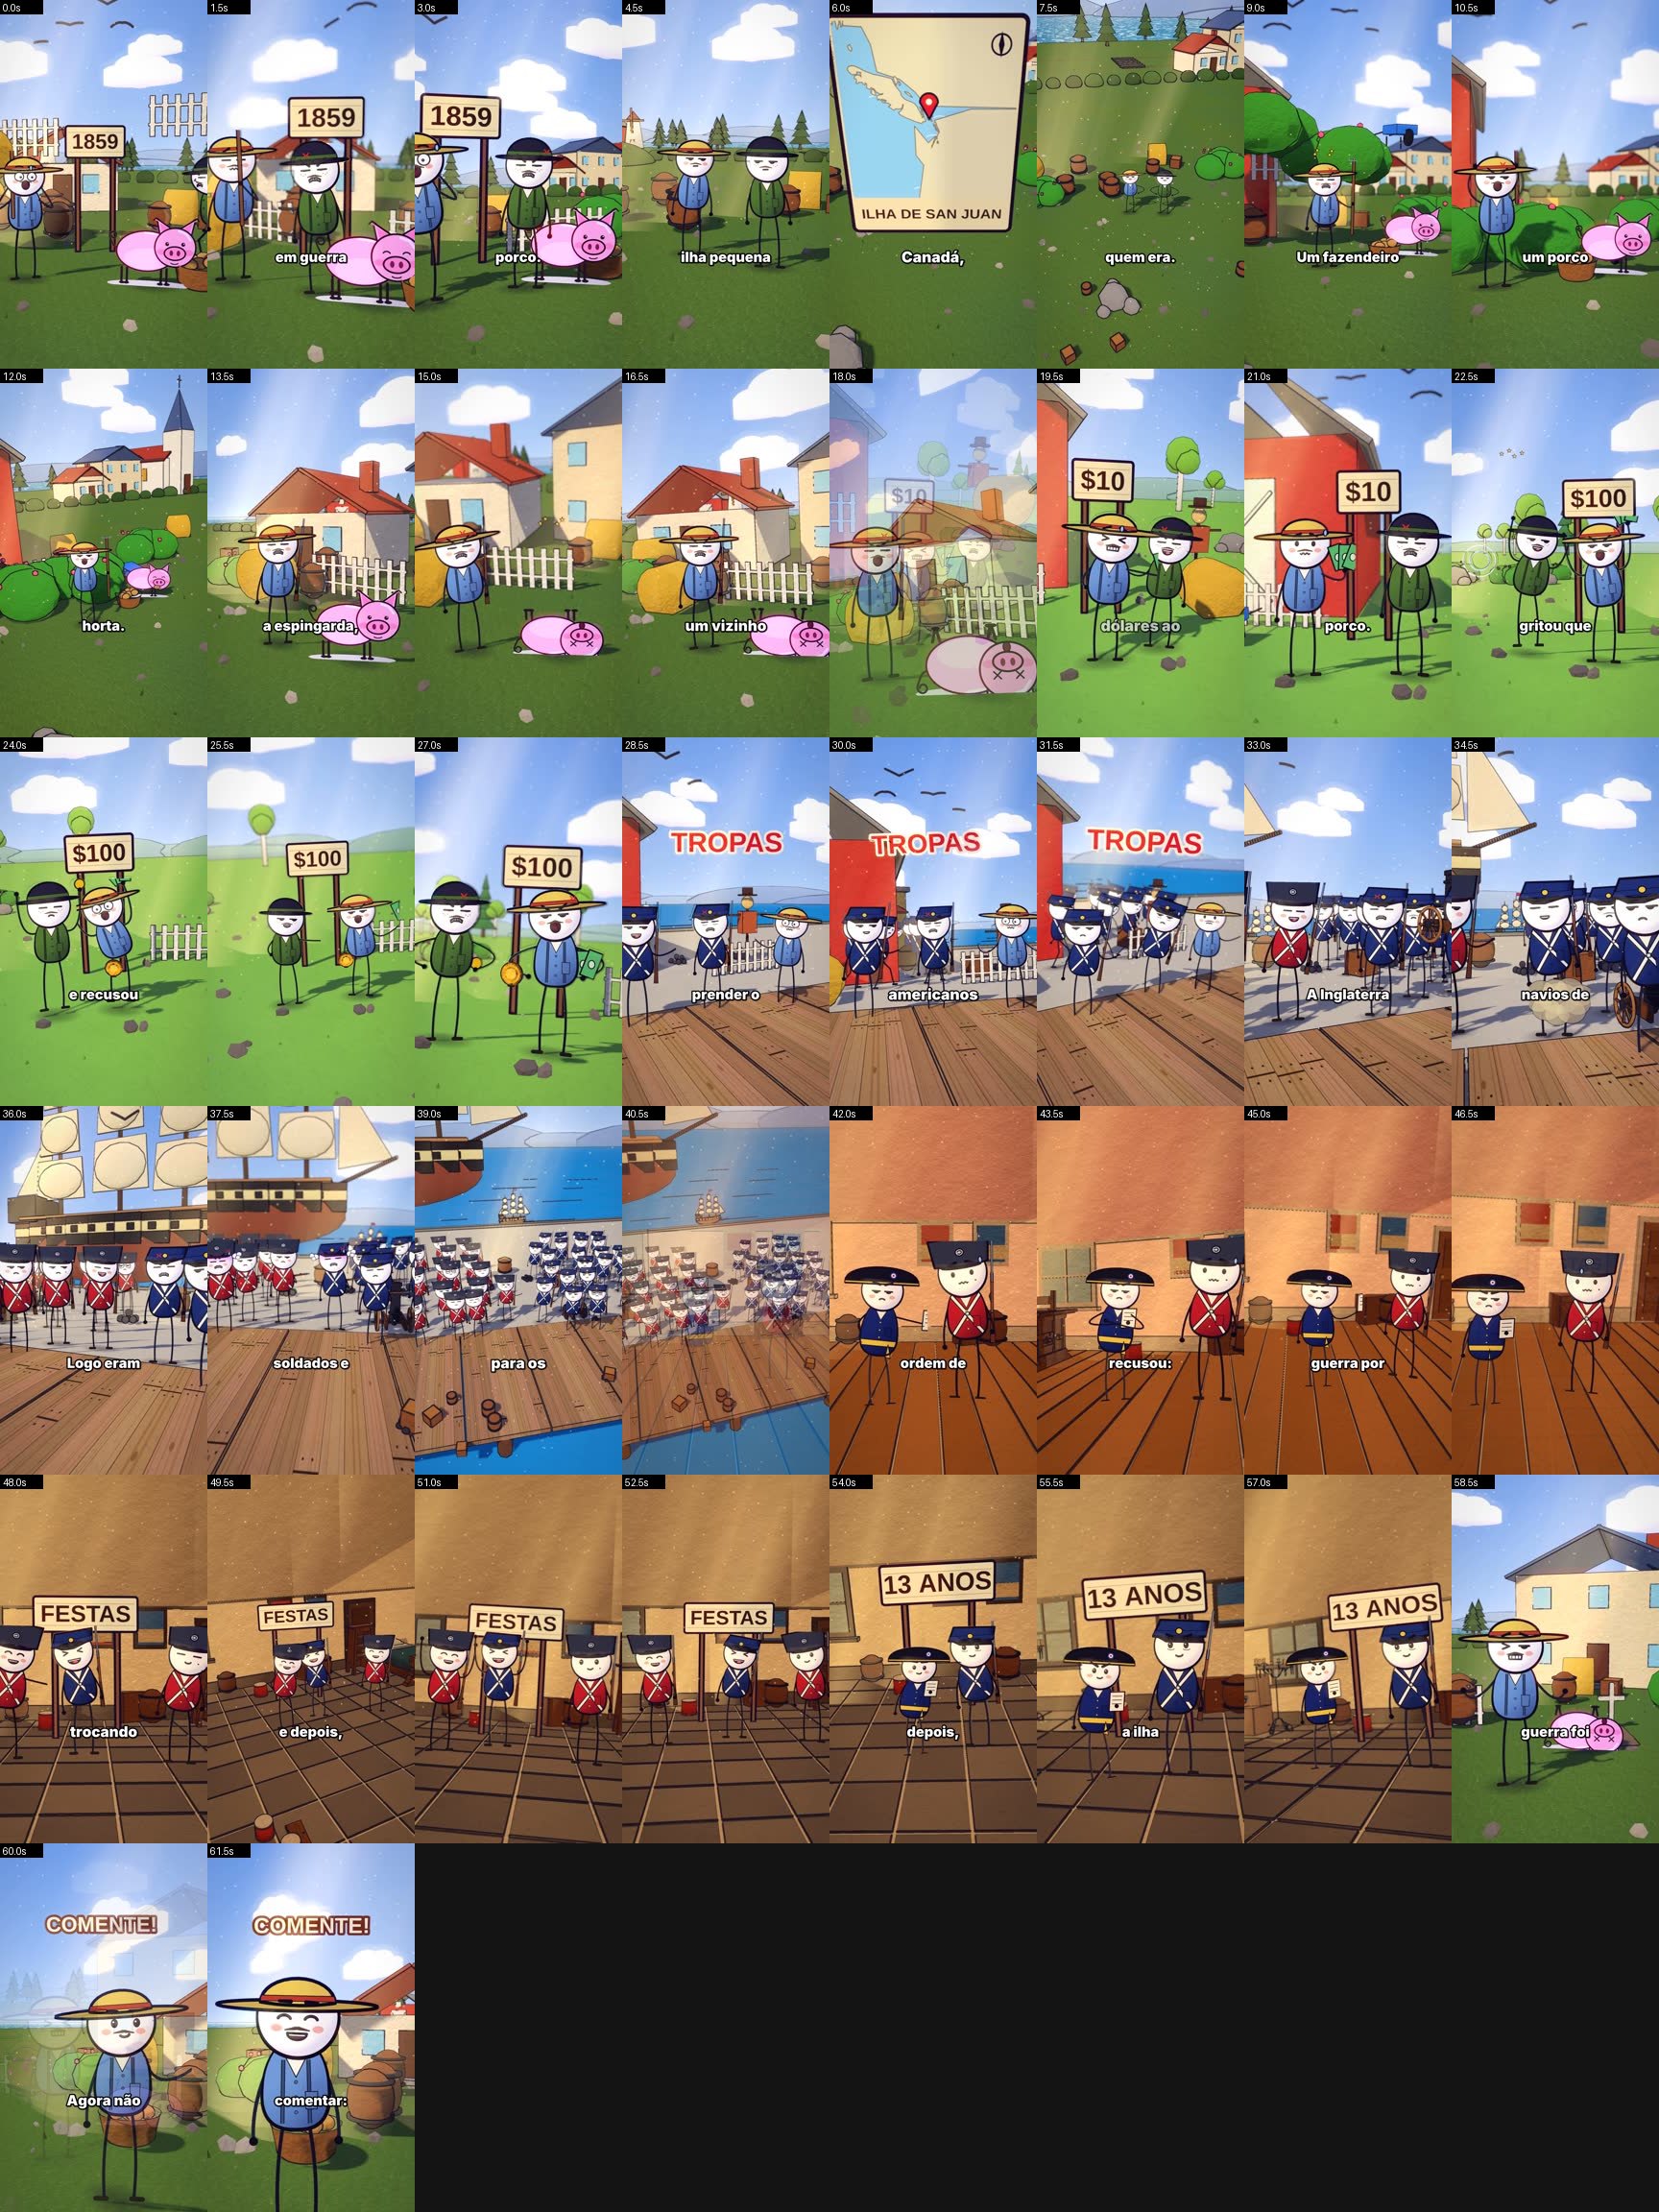 0.0s
1859
1.5s
1859
em guerra
3.0s
1859
porco.
4.5s
ilha pequena
6.0s
ILHA DE SAN JUAN
Canadá,
7.5s
quem era.
9.0s
Um fazendeiro
10.5s
um porco
12.0s
horta.
13.5s
a espingarda,
15.0s
16.5s
um vizinho
18.0s
$10
19.5s
$10
dólares ao
21.0s
$10
porco.
22.5s
$100
gritou que
24.0s
$100
e recusou
25.5s
$100
27.0s
$100
28.5s
TROPAS
prender o
30.0s
TROPAS
americanos
31.5s
TROPAS
33.0s
A Inglaterra
34.5s
navios de
36.0s
Logo eram
37.5s
soldados e
39.0s
para os
40.5s
42.0s
ordem de
43.5s
recusou:
45.0s
guerra por
46.5s
48.0s
FESTAS
trocando
49.5s
FESTAS
e depois,
51.0s
FESTAS
52.5s
FESTAS
54.0s
13 ANOS
depois,
55.5s
13 ANOS
a ilha
57.0s
13 ANOS
58.5s
guerra foi
60.0s
COMENTE!
Agora não
61.5s
COMENTE!
comentar: